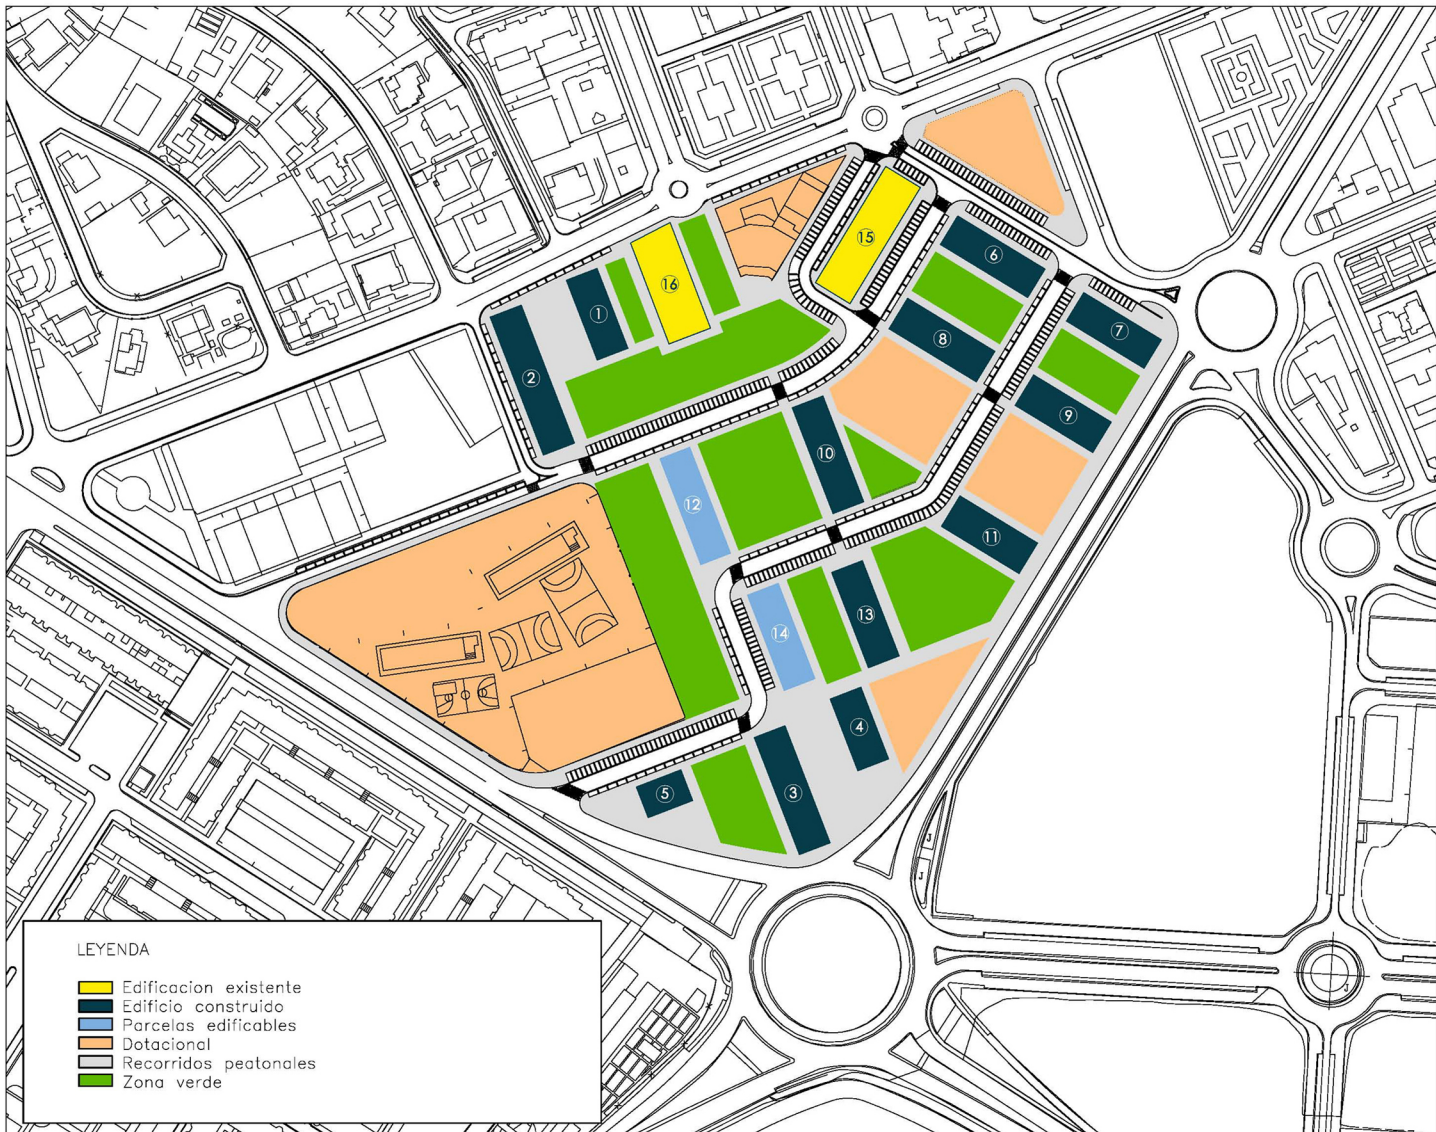 15
6
16
7
1
8
2
9
10
12
11
13
14
4
3
5
LEYENDA
Edificacion existente
Edificio construido
Parcelas edificables
Dotacional
Recorridos peatonales
Zona verde